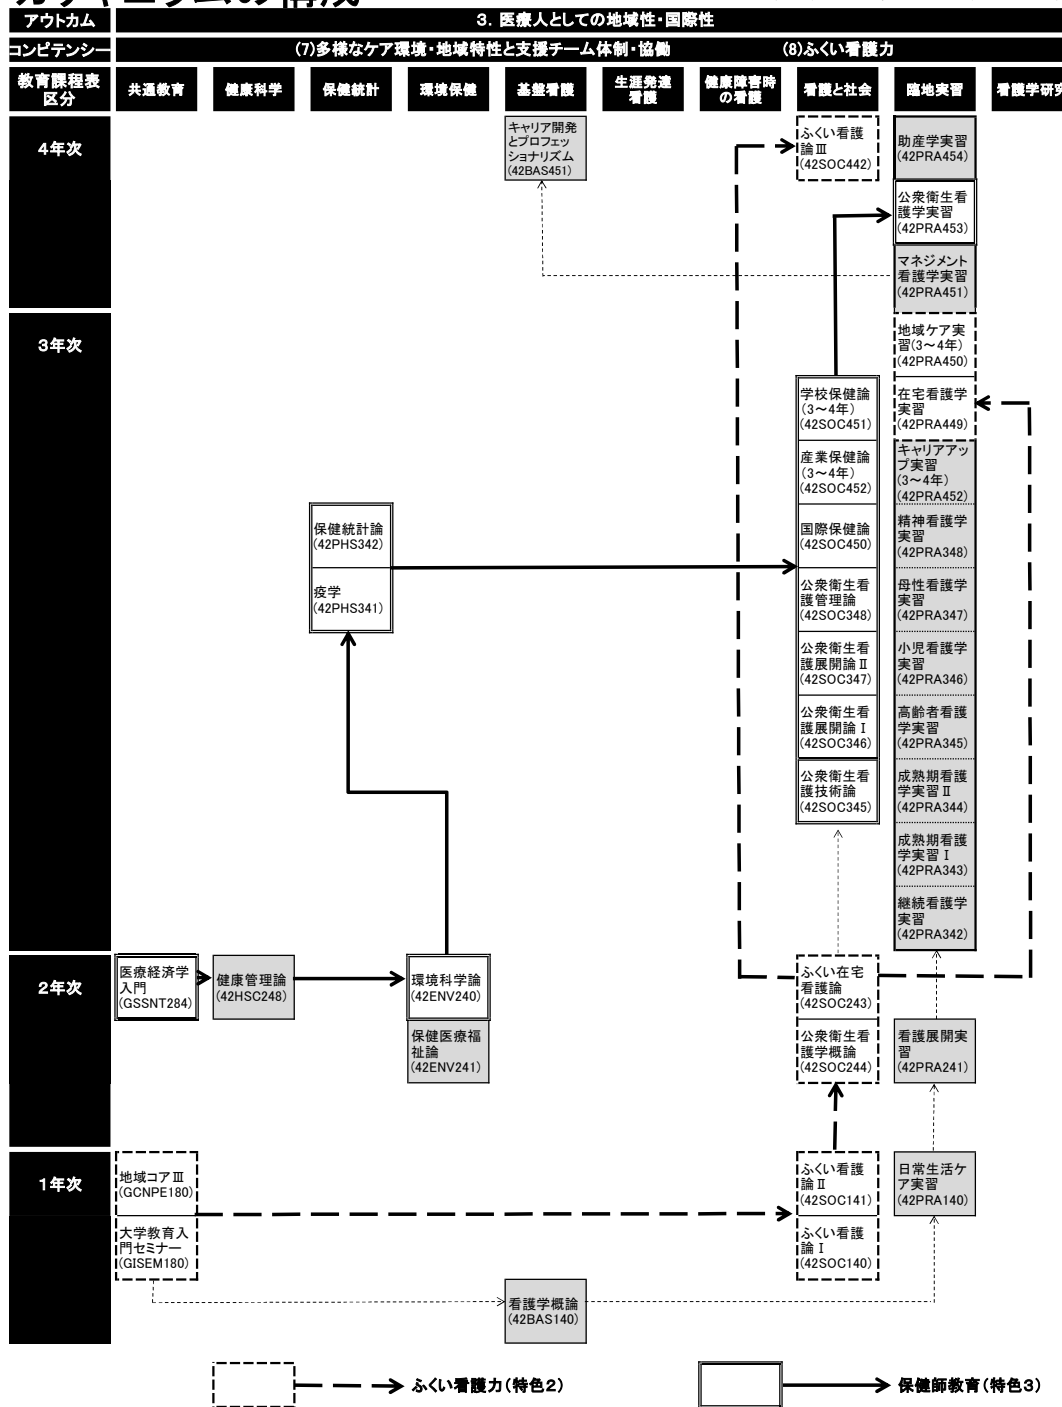 カリキュラムの構成
アウトカム
3．医療人としての地域性・国際性
コンピテンシー
(7)多様なケア環境・地域特性と支援チーム体制・協働
(8)ふくい看護力
教育課程表
区分
共通教育
健康科学
保健統計
環境保健
基盤看護
生涯発達
看護
健康障害時
の看護
看護と社会
臨地実習
看護学研究
4年次
キャリア開発
とプロフェッ
ショナリズム
(42BAS451)
ふくい看護
論Ⅲ
(42SOC442)
助産学実習
(42PRA454)
公衆衛生看
護学実習
(42PRA453)
マネジメント
看護学実習
(42PRA451)
3年次
地域ケア実
習(3～4年)
(42PRA450)
学校保健論
(3～4年)
(42SOC451)
在宅看護学
実習
(42PRA449)
産業保健論
(3～4年)
(42SOC452)
キャリアアッ
プ実習
(3～4年)
(42PRA452)
保健統計論
(42PHS342)
国際保健論
(42SOC450)
精神看護学
実習
(42PRA348)
疫学
(42PHS341)
公衆衛生看
護管理論
(42SOC348)
母性看護学
実習
(42PRA347)
公衆衛生看
護展開論Ⅱ
(42SOC347)
小児看護学
実習
(42PRA346)
公衆衛生看
護展開論Ⅰ
(42SOC346)
高齢者看護
学実習
(42PRA345)
公衆衛生看
護技術論
(42SOC345)
成熟期看護
学実習Ⅱ
(42PRA344)
成熟期看護
学実習Ⅰ
(42PRA343)
継続看護学
実習
(42PRA342)
2年次
医療経済学
入門
(GSSNT284)
健康管理論
(42HSC248)
環境科学論
(42ENV240)
ふくい在宅
看護論
(42SOC243)
保健医療福
祉論
(42ENV241)
公衆衛生看
護学概論
(42SOC244)
看護展開実
習
(42PRA241)
1年次
地域コアⅢ
(GCNPE180)
ふくい看護
論Ⅱ
(42SOC141)
日常生活ケ
ア実習
(42PRA140)
大学教育入
門セミナー
(GISEM180)
ふくい看護
論Ⅰ
(42SOC140)
看護学概論
(42BAS140)
ふくい看護力(特色2)
保健師教育(特色3)